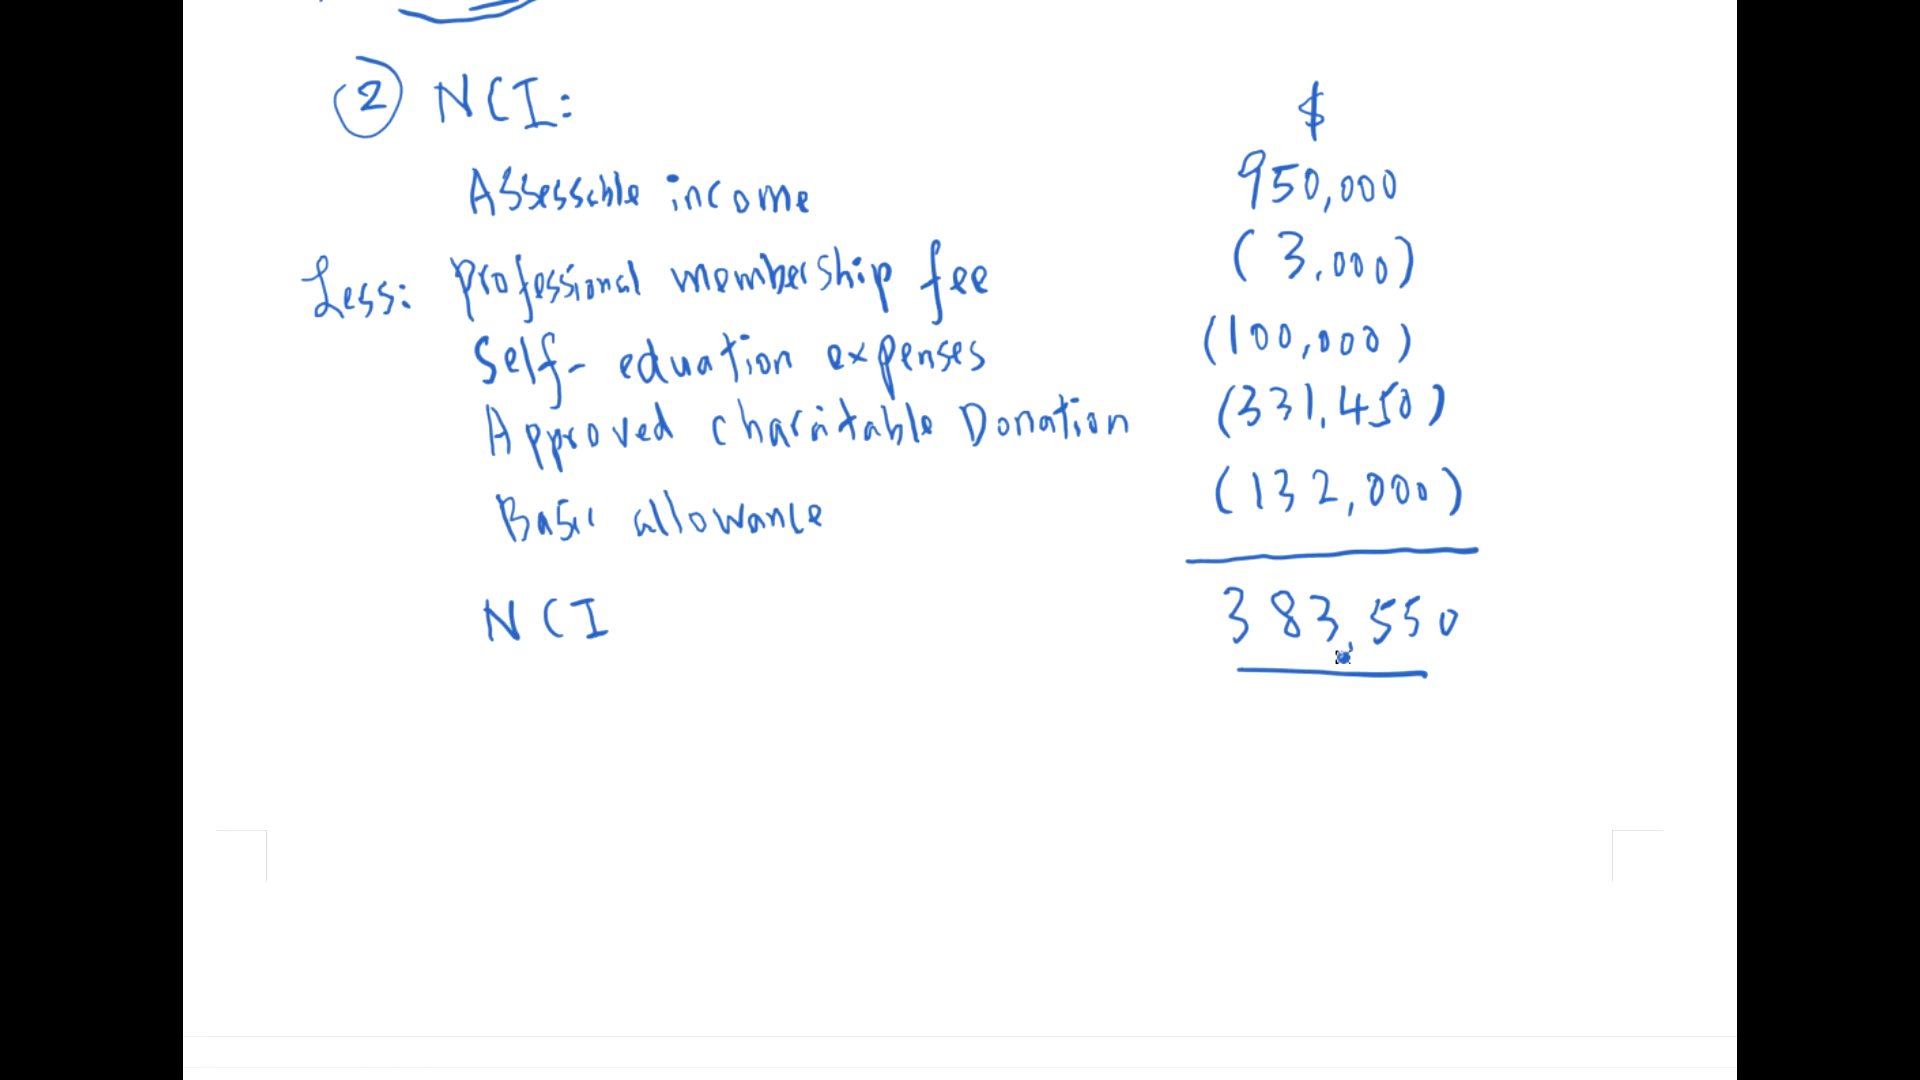 2 NCI:
$
Assessable income 950,000
Less: professional membership fee (3,000)
Self-eduation expenses (100,000)
Approved charitable Donation (331,450)
Basic allowance (132,000)
NCI 383,550